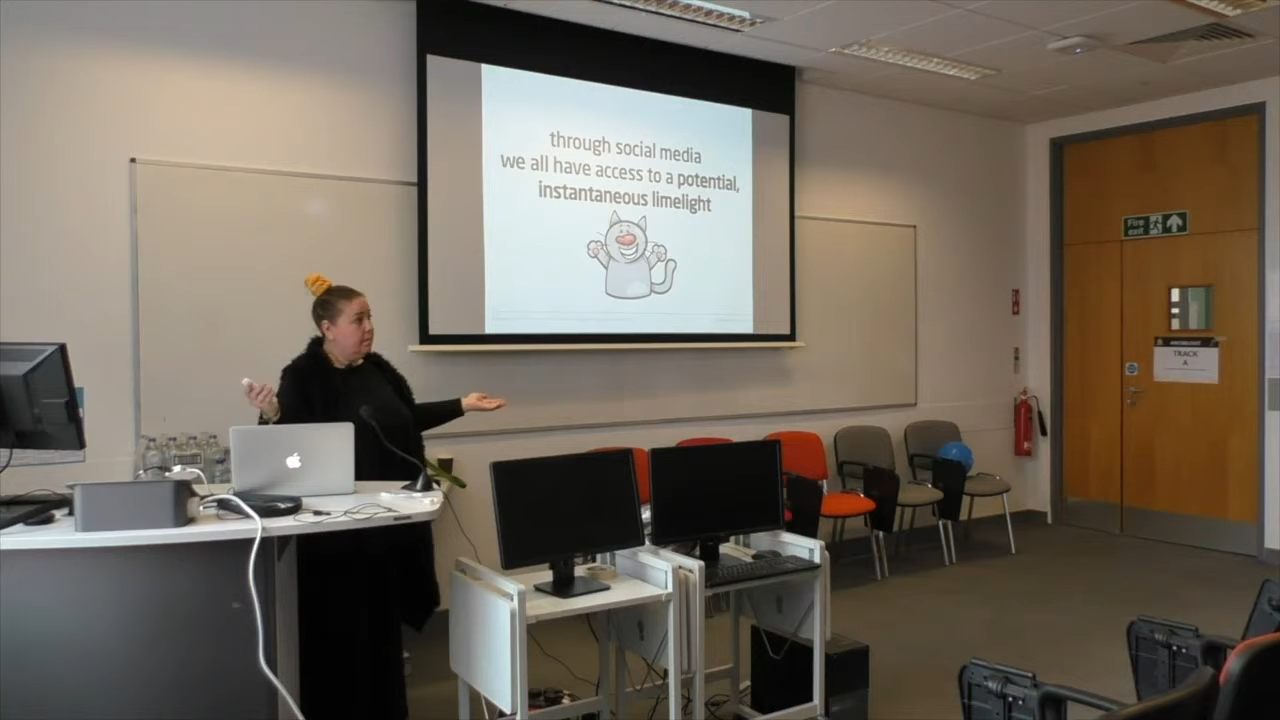 through social media
we all have access to a potential,
instantaneous limelight
Fire
exit
TRACK
A